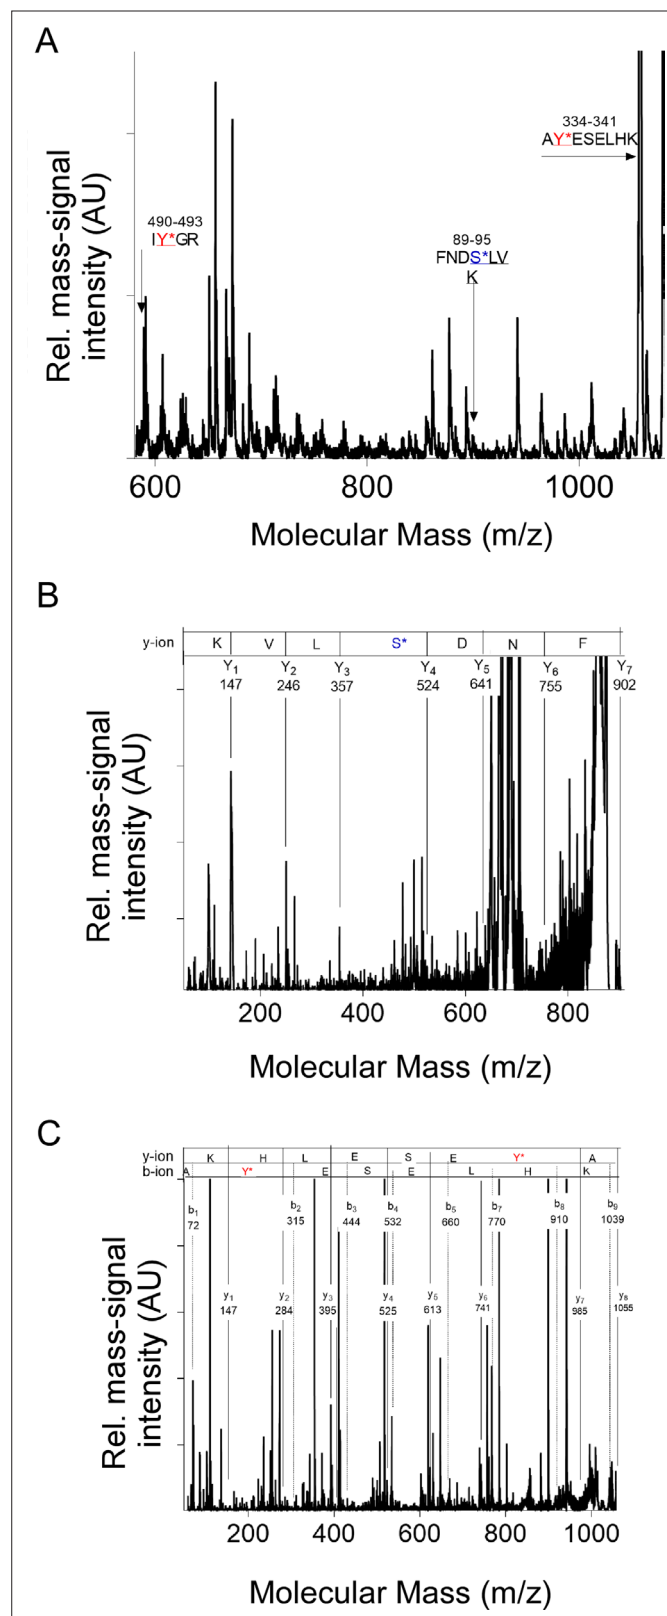 A
Rel. mass-signal
intensity (AU)
334-341
AY*ESELHK
490-493
IY*GR
89-95
FNDS*LV
K
600 800 1000
Molecular Mass (m/z)
B
Rel. mass-signal
intensity (AU)
y-ion K V L S* D N F
Y1 Y2 Y3 Y4 Y5 Y6 Y7
147 246 357 524 641 755 902
200 400 600 800
Molecular Mass (m/z)
C
Rel. mass-signal
intensity (AU)
y-ion K H L E S E Y* A
b-ion A Y* E S E L H K
b1 b2 b3 b4 b5 b7 b8 b9
72 315 444 532 660 770 910 1039
y1 y2 y3 y4 y5 y6 y7 y8
147 284 395 525 613 741 985 1055
200 400 600 800 1000
Molecular Mass (m/z)